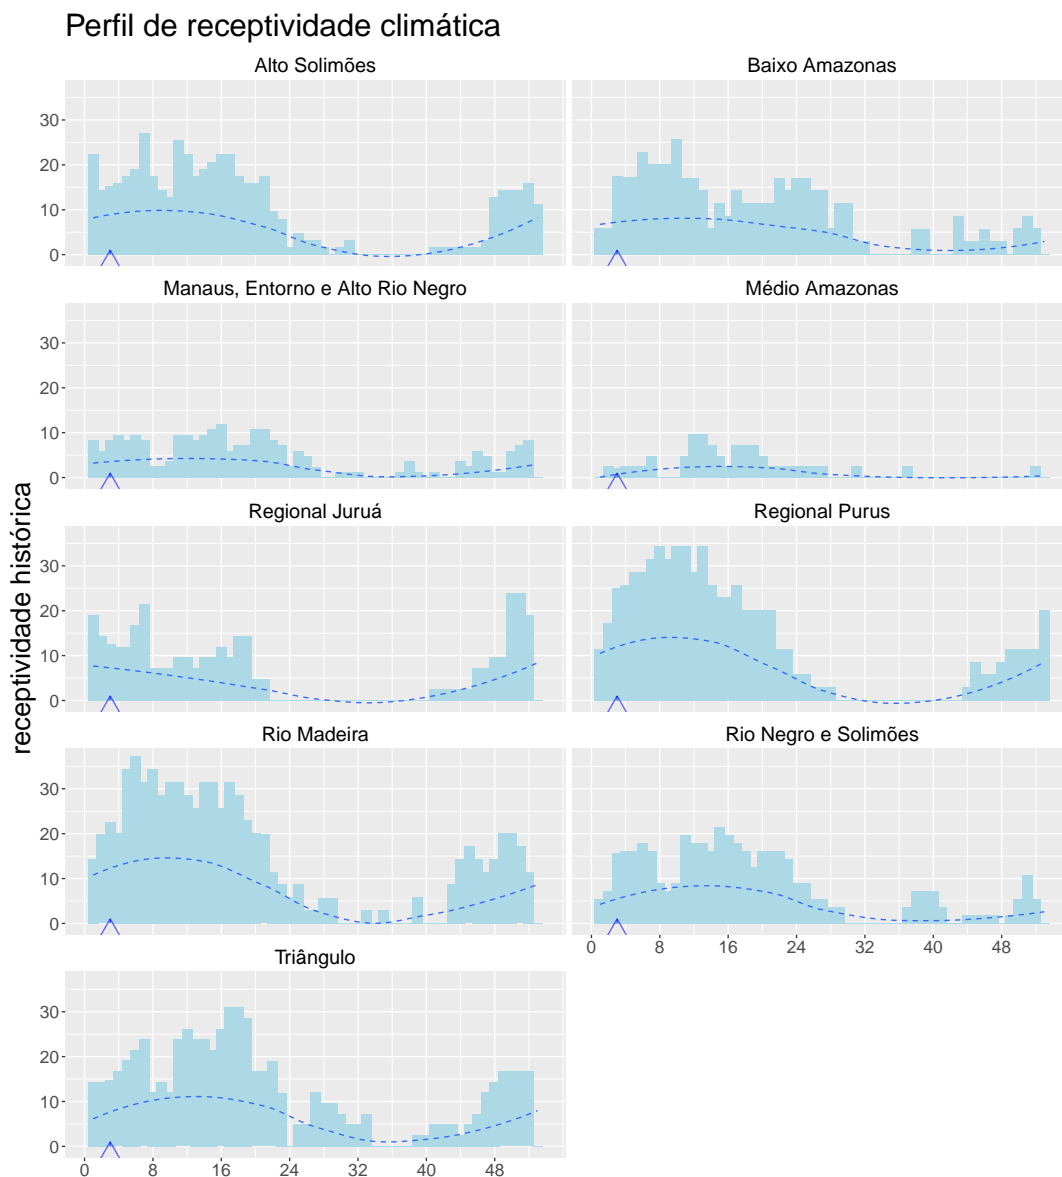 Perfil de receptividade climática
Alto Solimões
Baixo Amazonas
30
20
10
0
Manaus, Entorno e Alto Rio Negro
Médio Amazonas
30
20
10
0
Regional Juruá
Regional Purus
30
20
10
0
receptividade histórica
Rio Madeira
Rio Negro e Solimões
30
20
10
0
0 8 16 24 32 40 48
Triângulo
30
20
10
0
0 8 16 24 32 40 48